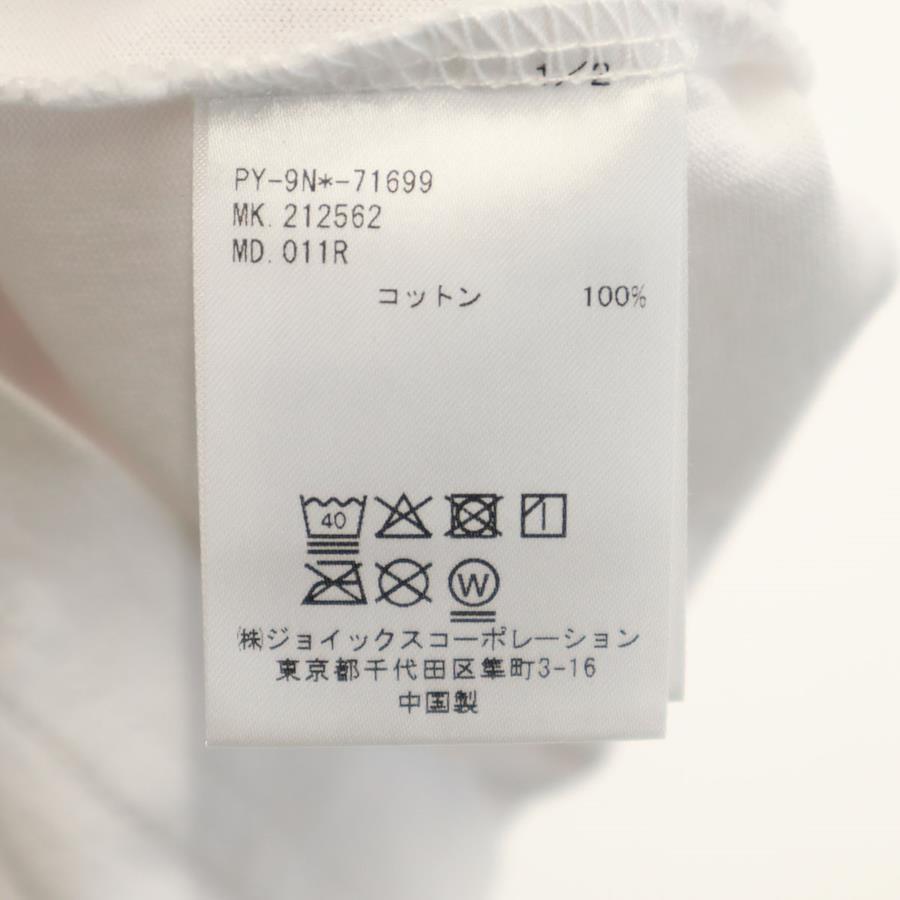 1/2
PY-9N*-71699
MK. 212562
MD. 011R
コットン 100%
40
W
㈱ジョイックスコーポレーション
東京都千代田区隼町3-16
中国製